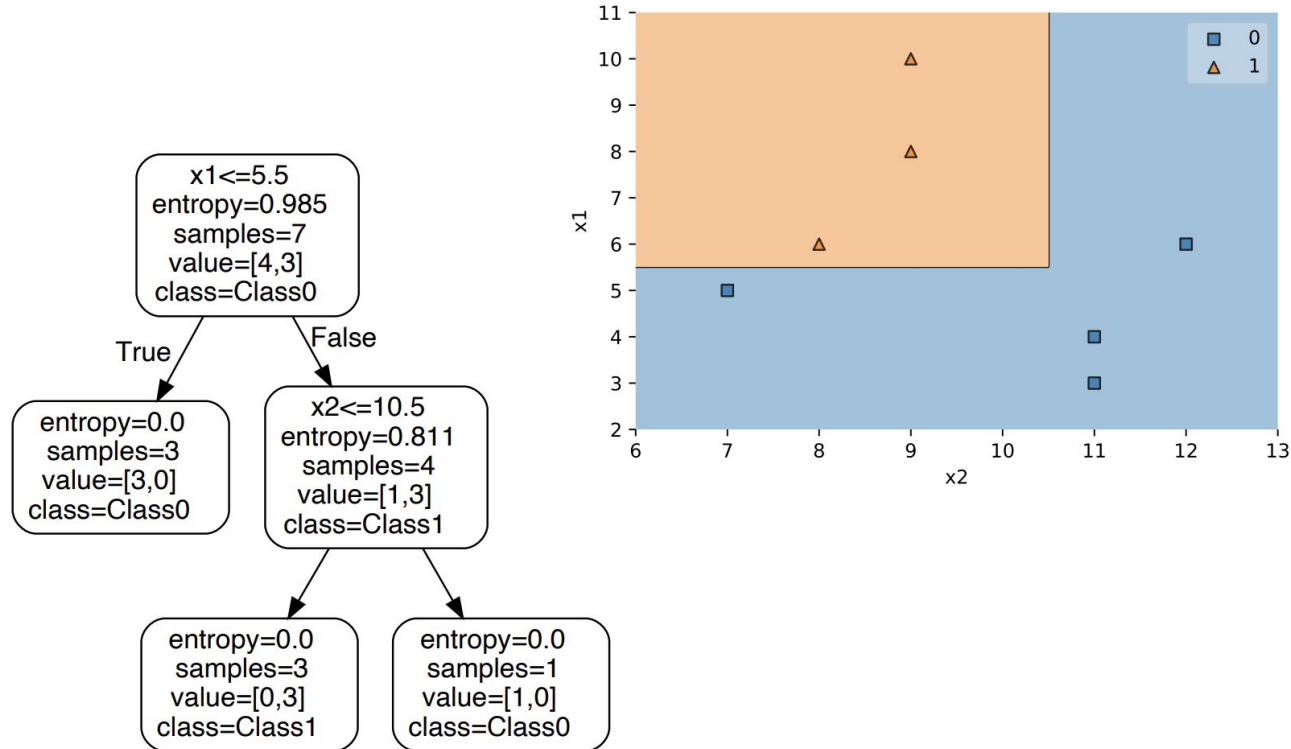 x1<=5.5
entropy=0.985
samples=7
value=[4,3]
class=Class0
True
False
entropy=0.0
samples=3
value=[3,0]
class=Class0
x2<=10.5
entropy=0.811
samples=4
value=[1,3]
class=Class1
entropy=0.0
samples=3
value=[0,3]
class=Class1
entropy=0.0
samples=1
value=[1,0]
class=Class0
11
10
9
8
7
6
5
4
3
2
x1
0
1
6 7 8 9 10 11 12 13
x2